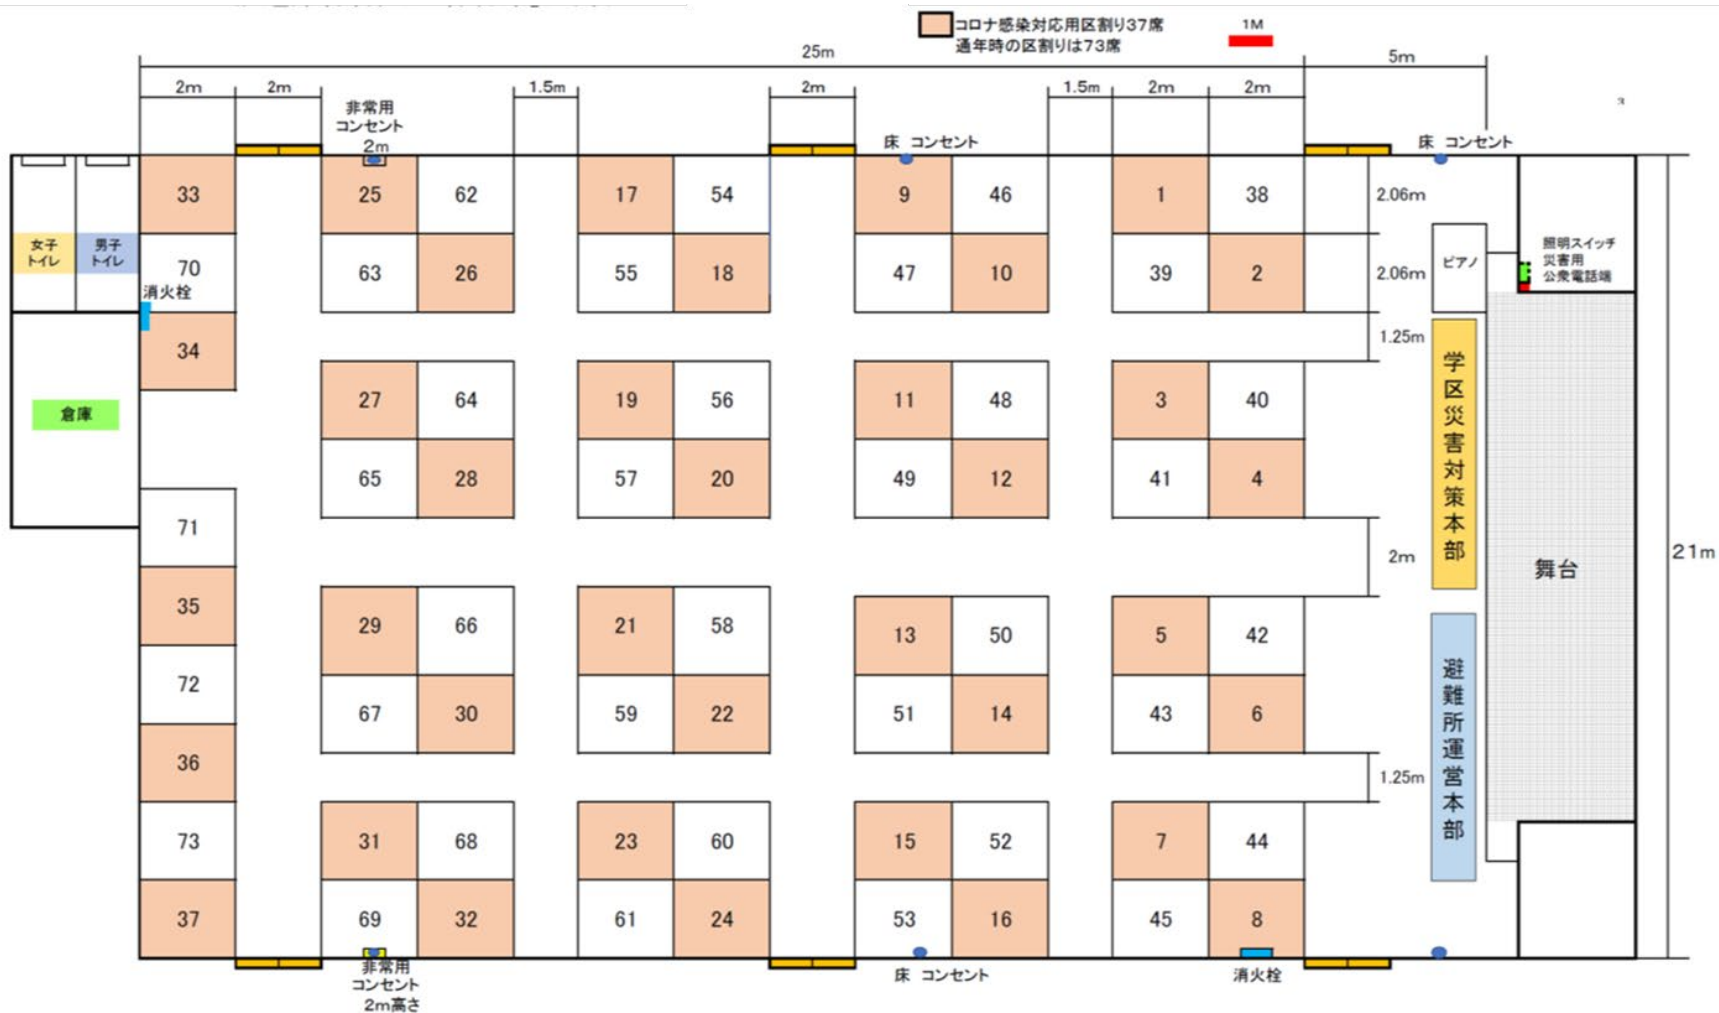 コロナ感染対応用区割り37席
通年時の区割りは73席
1M
25m
5m
2m
2m
1.5m
2m
1.5m
2m
2m
3
非常用
コンセント
2m
床 コンセント
床 コンセント
33
25
62
17
54
9
46
1
38
2.06m
女子
トイレ
男子
トイレ
70
63
26
55
18
47
10
39
2
2.06m
ピアノ
照明スイッチ
災害用
公衆電話端
消火栓
34
1.25m
倉庫
27
64
19
56
11
48
3
40
学区災害対策本部
65
28
57
20
49
12
41
4
71
2m
舞台
21m
35
29
66
21
58
13
50
5
42
72
67
30
59
22
51
14
43
6
避難所運営本部
36
1.25m
73
31
68
23
60
15
52
7
44
37
69
32
61
24
53
16
45
8
非常用
コンセント
2m高さ
床 コンセント
消火栓